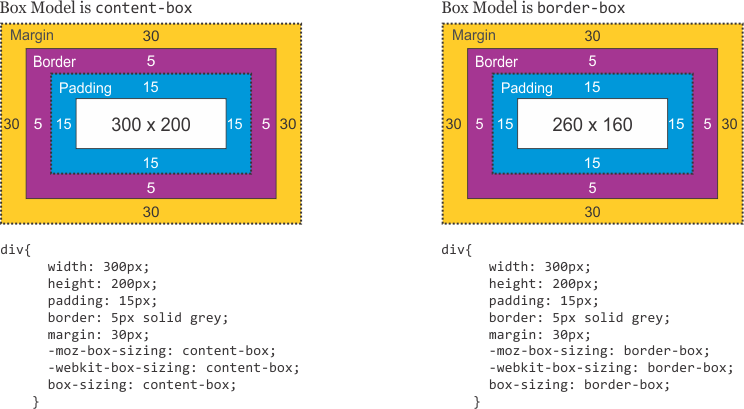 Box Model is content-box
Margin
30
Border
5
Padding
15
30
5
15
300 x 200
15
5
30
15
5
30
div{
width: 300px;
height: 200px;
padding: 15px;
border: 5px solid grey;
margin: 30px;
-moz-box-sizing: content-box;
-webkit-box-sizing: content-box;
box-sizing: content-box;
}
Box Model is border-box
Margin
30
Border
5
Padding
15
30
5
15
260 x 160
15
5
30
15
5
30
div{
width: 300px;
height: 200px;
padding: 15px;
border: 5px solid grey;
margin: 30px;
-moz-box-sizing: border-box;
-webkit-box-sizing: border-box;
box-sizing: border-box;
}